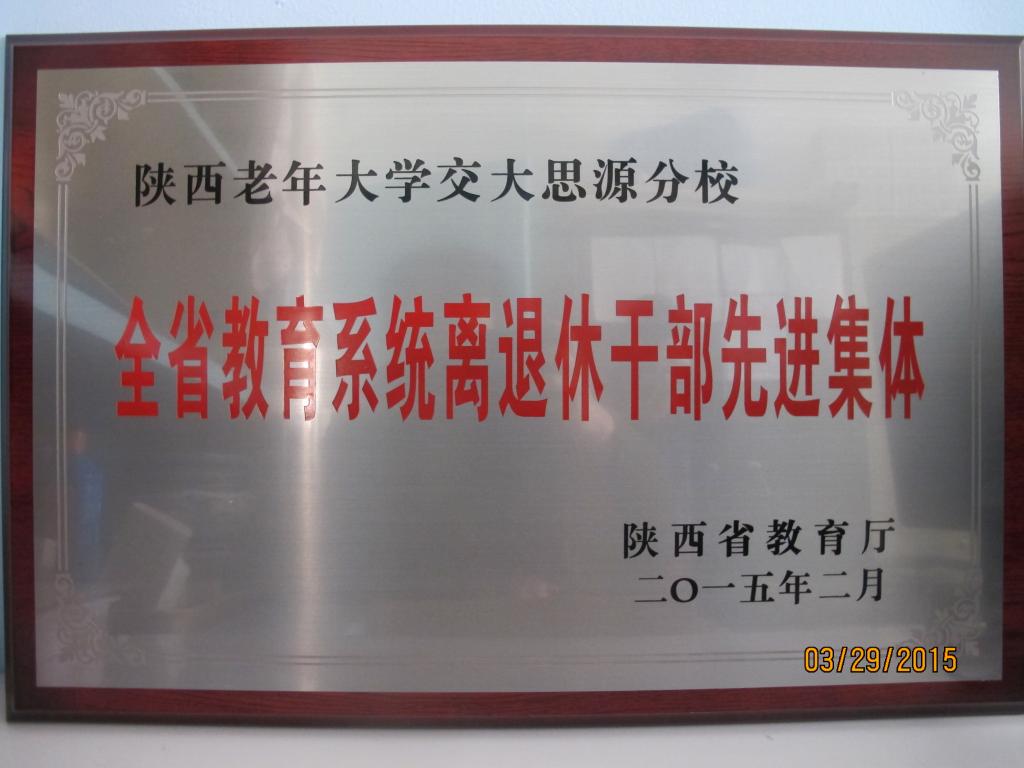 陕西老年大学交大思源分校
全省教育系统离退休干部先进集体
陕西省教育厅
二〇一五年二月
03/29/2015